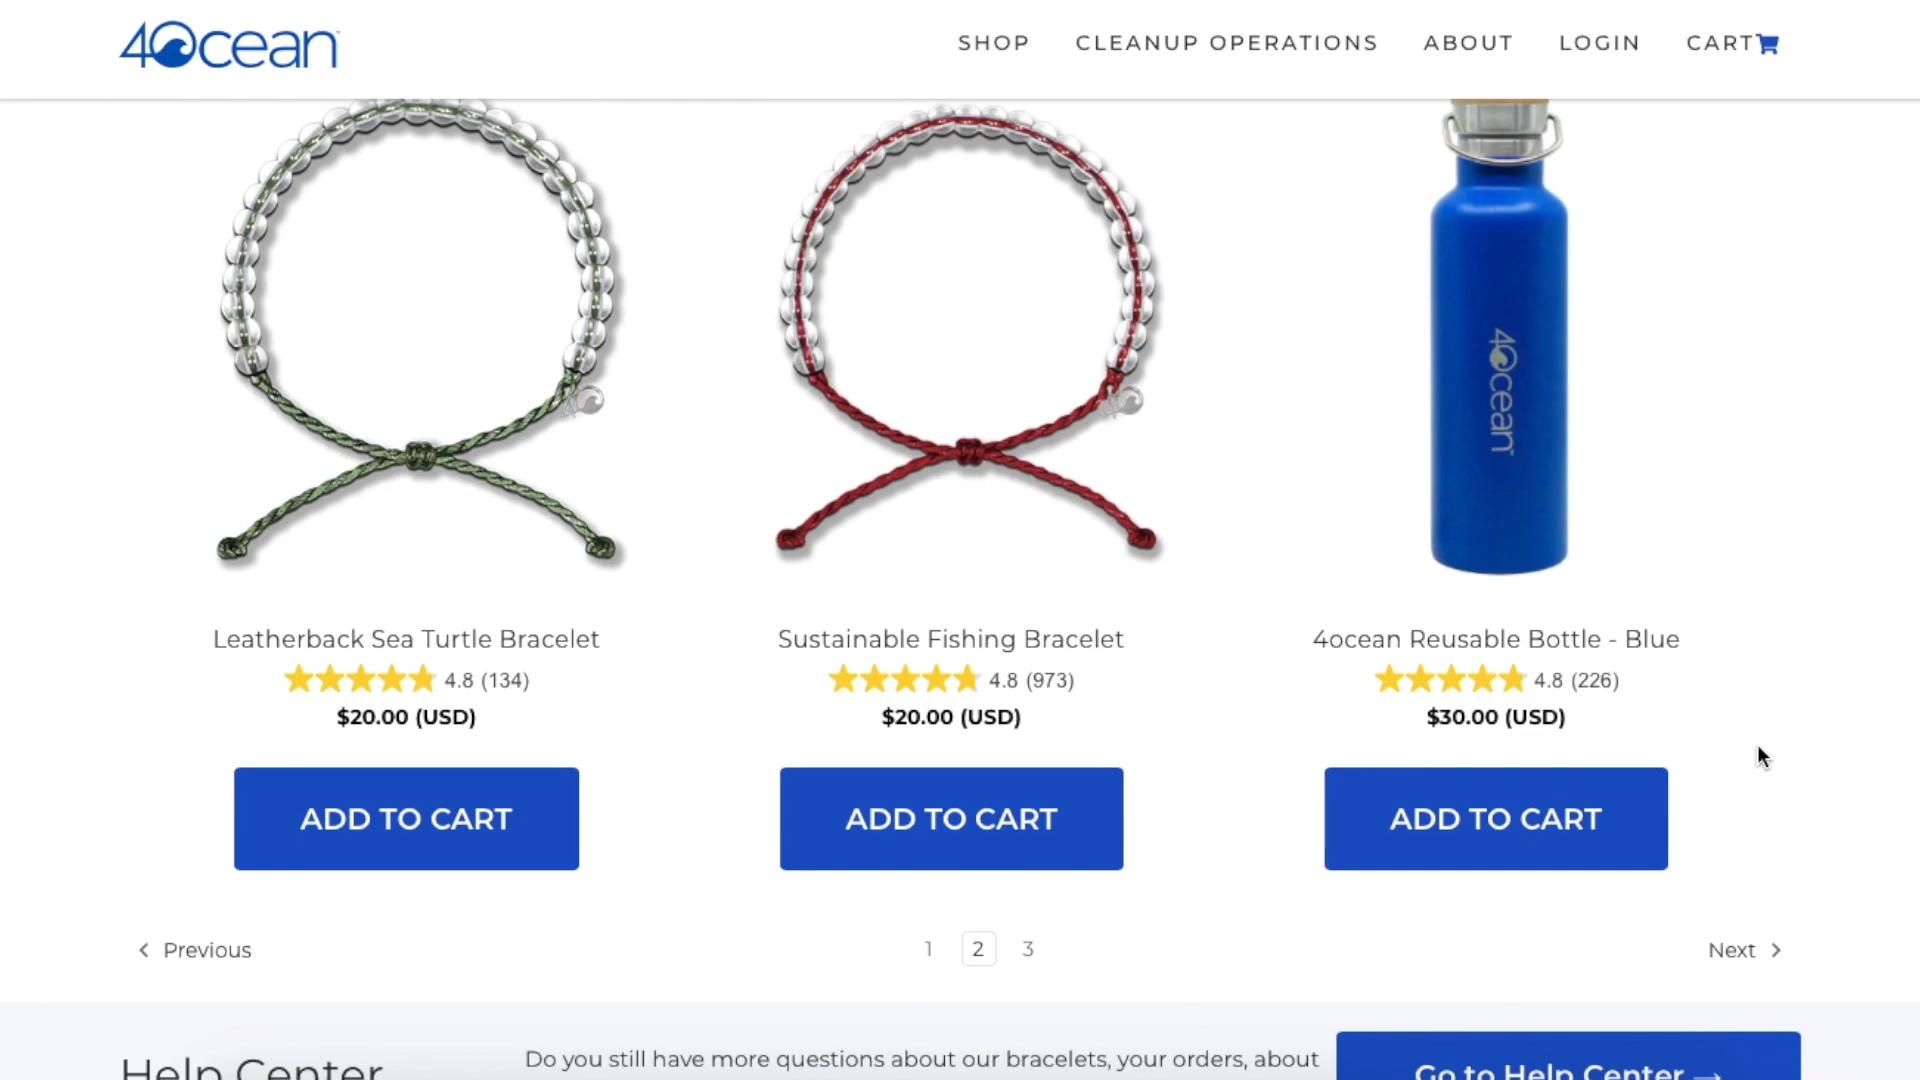 4Ocean
SHOP CLEANUP OPERATIONS ABOUT LOGIN CART
4Ocean
Leatherback Sea Turtle Bracelet
4.8 (134)
$20.00 (USD)
ADD TO CART
Sustainable Fishing Bracelet
4.8 (973)
$20.00 (USD)
ADD TO CART
4ocean Reusable Bottle - Blue
4.8 (226)
$30.00 (USD)
ADD TO CART
Previous 1 2 3 Next
Help Center
Do you still have more questions about our bracelets, your orders, about
Go to Help Center →